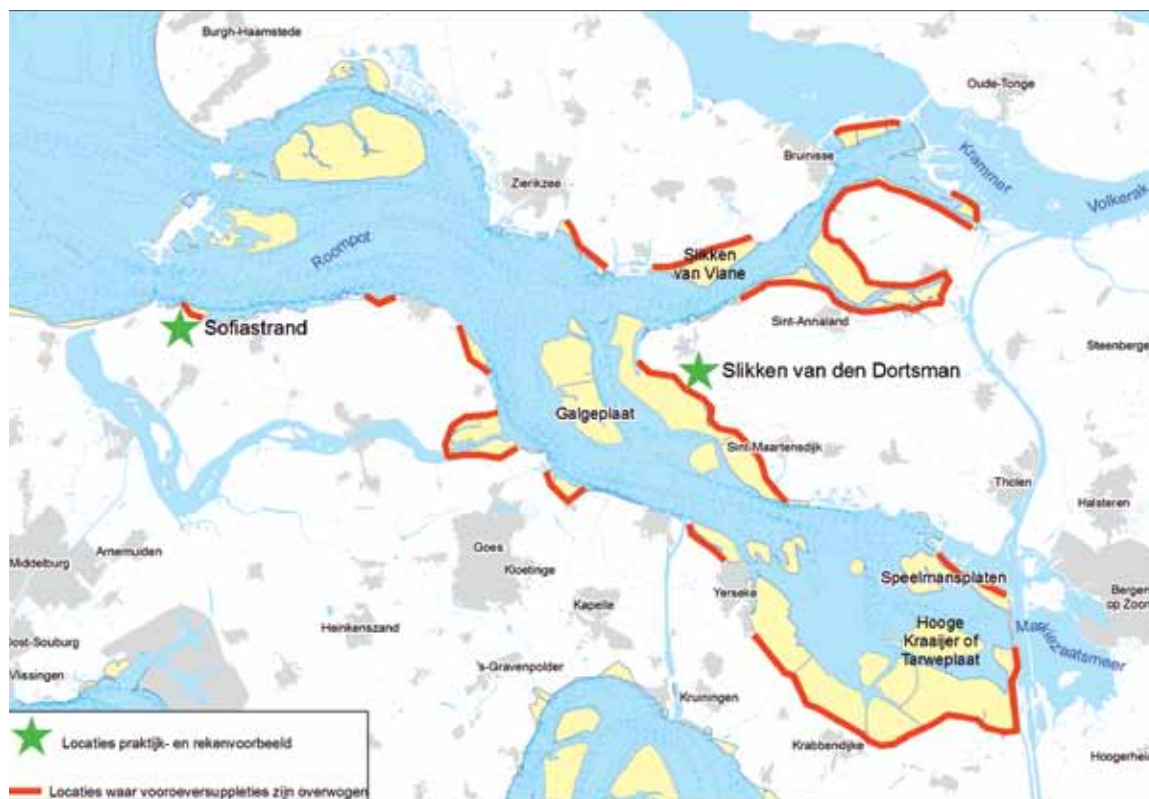 Burgh-Haamstede
Oude-Tonge
Bruinisse
Krammer
Zierikzee
Volkerak
Roompot
Slikken
van Viane
Sint-Annaland
Sofiastrand
Steenberge
Slikken van den Dortsman
Galgeplaat
Sint-Maartensdijk
Tholen
Halsteren
Goes
Arnemuiden
Middelburg
Kloetinge
Speelmansplaten
Yerseke
Bergen
op Zoom
Kapelle
Heinkenszand
Hooge
Kraaijer of
Tarweplaat
Markiezaatsmeer
Oost-Souburg
's-Gravenpolder
Vlissingen
Kruiningen
Krabbendijke
Hoogerheid
Locaties praktijk- en rekenvoorbeeld
Locaties waar vooroeversuppleties zijn overwogen